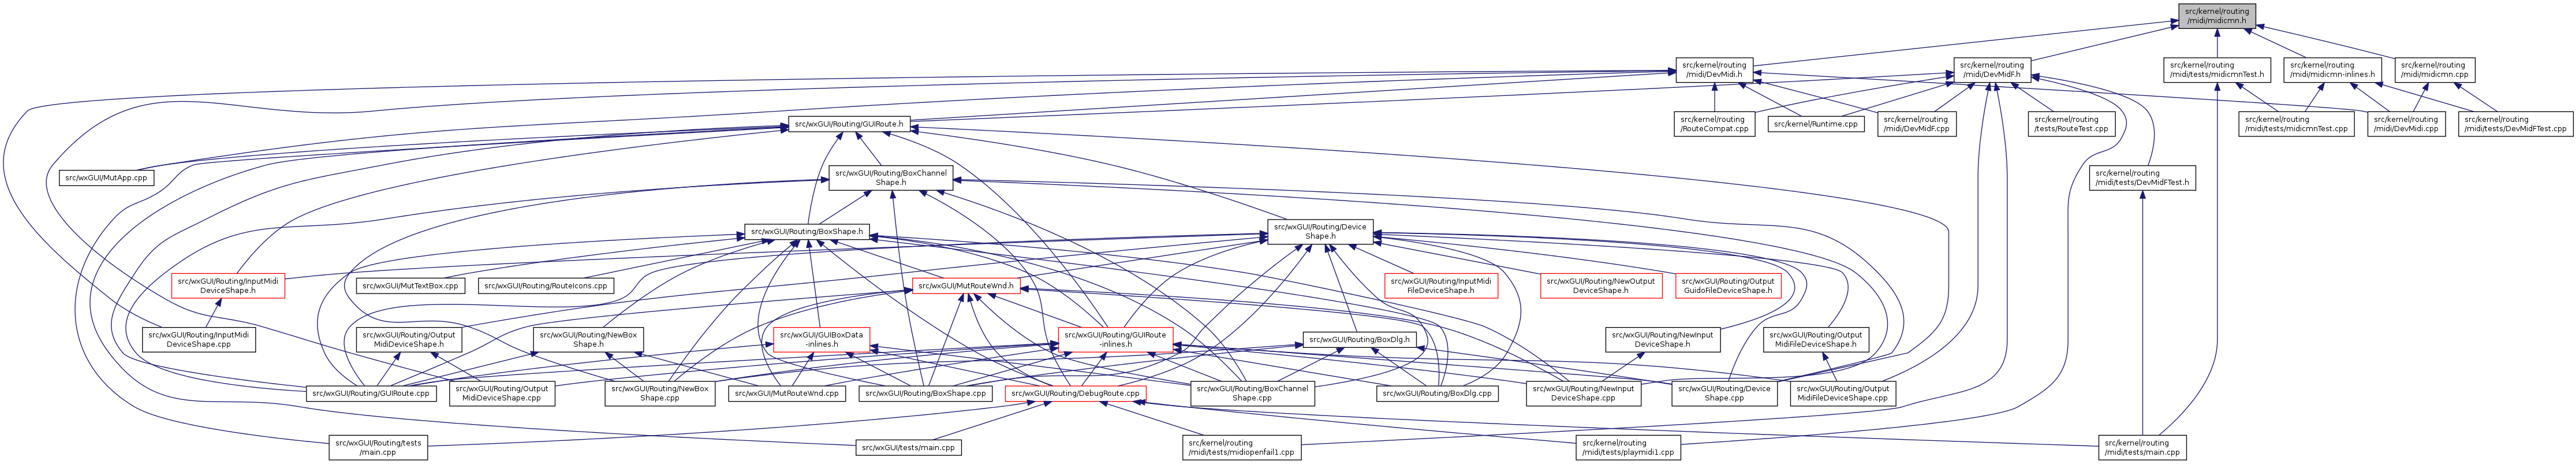 src/kernel/routing
/midi/midicmn.h
src/kernel/routing
/midi/DevMidi.h
src/kernel/routing
/midi/DevMidF.h
src/kernel/routing
/midi/tests/midicmnTest.h
src/kernel/routing
/midi/midicmn-inlines.h
src/kernel/routing
/midi/midicmn.cpp
src/wxGUI/Routing/GUIRoute.h
src/kernel/routing
/RouteCompat.cpp
src/kernel/Runtime.cpp
src/kernel/routing
/midi/DevMidF.cpp
src/kernel/routing
/tests/RouteTest.cpp
src/kernel/routing
/midi/tests/midicmnTest.cpp
src/kernel/routing
/midi/DevMidi.cpp
src/kernel/routing
/midi/tests/DevMidFTest.cpp
src/wxGUI/MutApp.cpp
src/wxGUI/Routing/BoxChannel
Shape.h
src/kernel/routing
/midi/tests/DevMidFTest.h
src/wxGUI/Routing/BoxShape.h
src/wxGUI/Routing/Device
Shape.h
src/wxGUI/Routing/InputMidi
DeviceShape.h
src/wxGUI/MutTextBox.cpp
src/wxGUI/Routing/RouteIcons.cpp
src/wxGUI/MutRouteWnd.h
src/wxGUI/Routing/InputMidi
FileDeviceShape.h
src/wxGUI/Routing/NewOutput
DeviceShape.h
src/wxGUI/Routing/Output
GuidoFileDeviceShape.h
src/wxGUI/Routing/InputMidi
DeviceShape.cpp
src/wxGUI/Routing/Output
MidiDeviceShape.h
src/wxGUI/Routing/NewBox
Shape.h
src/wxGUI/GUIBoxData
-inlines.h
src/wxGUI/Routing/GUIRoute
-inlines.h
src/wxGUI/Routing/BoxDlg.h
src/wxGUI/Routing/NewInput
DeviceShape.h
src/wxGUI/Routing/Output
MidiFileDeviceShape.h
src/wxGUI/Routing/GUIRoute.cpp
src/wxGUI/Routing/Output
MidiDeviceShape.cpp
src/wxGUI/Routing/NewBox
Shape.cpp
src/wxGUI/MutRouteWnd.cpp
src/wxGUI/Routing/BoxShape.cpp
src/wxGUI/Routing/DebugRoute.cpp
src/wxGUI/Routing/BoxChannel
Shape.cpp
src/wxGUI/Routing/BoxDlg.cpp
src/wxGUI/Routing/NewInput
DeviceShape.cpp
src/wxGUI/Routing/Device
Shape.cpp
src/wxGUI/Routing/Output
MidiFileDeviceShape.cpp
src/wxGUI/Routing/tests
/main.cpp
src/wxGUI/tests/main.cpp
src/kernel/routing
/midi/tests/midiopenfail1.cpp
src/kernel/routing
/midi/tests/playmidi1.cpp
src/kernel/routing
/midi/tests/main.cpp